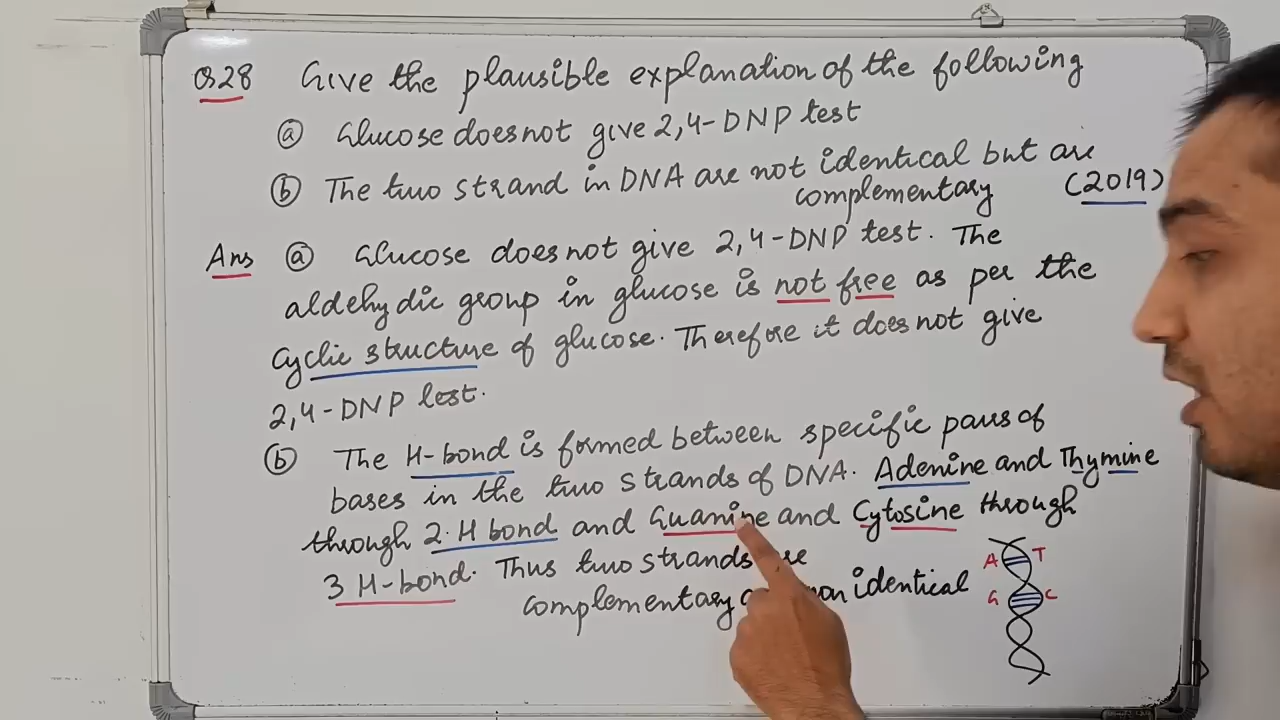 Q.28 Give the plausible explanation of the following
ⓐ Glucose does not give 2,4-DNP test
ⓑ The two strand in DNA are not identical but are
complementary (2019)
Ans ⓐ Glucose does not give 2,4-DNP test. The
aldehydic group in glucose is not free as per the
cyclic structure of glucose. Therefore it does not give
2,4-DNP test.
ⓑ The H-bond is formed between specific pairs of
bases in the two strands of DNA. Adenine and Thymine
through 2 H bond and Guanine and Cytosine through
3 H-bond. Thus two strands are
complementary non identical
A T
G C